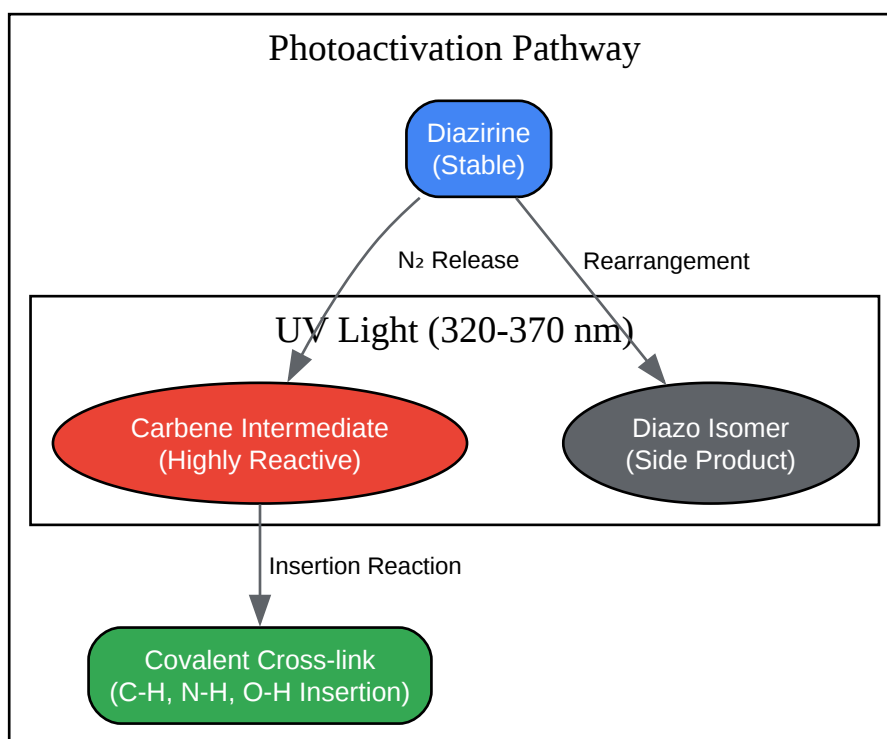 Photoactivation Pathway
Diazirine
(Stable)
N₂ Release
Rearrangement
UV Light (320-370 nm)
Carbene Intermediate
(Highly Reactive)
Diazo Isomer
(Side Product)
Insertion Reaction
Covalent Cross-link
(C-H, N-H, O-H Insertion)